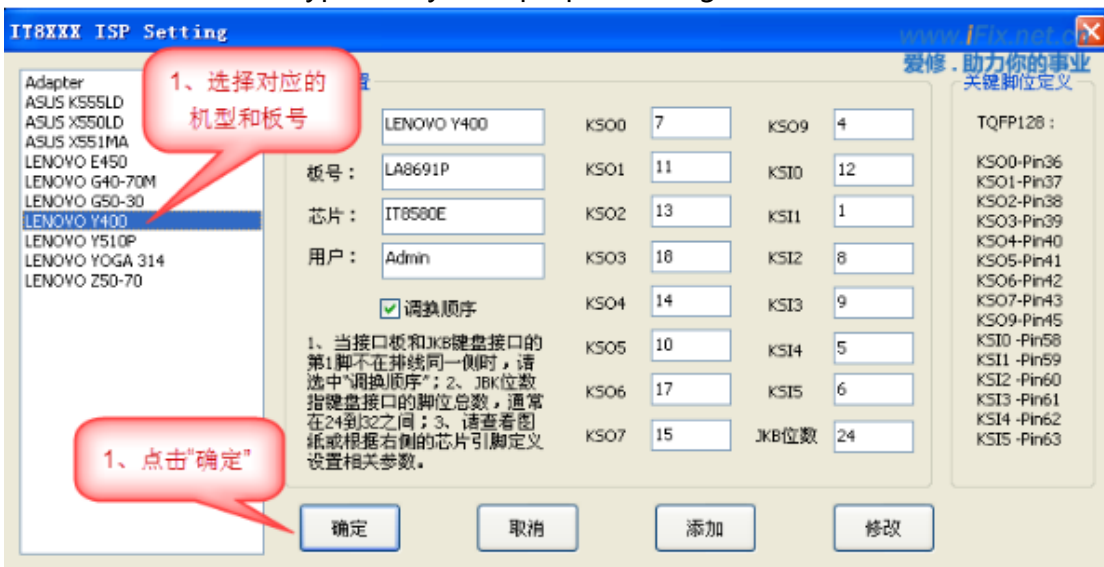 IT8XXX ISP Setting
www.iFix.net.cn
爱修．助力你的事业
Adapter
ASUS K555LD
ASUS X550LD
ASUS X551MA
LENOVO E450
LENOVO G40-70M
LENOVO G50-30
LENOVO Y400
LENOVO Y510P
LENOVO YOGA 314
LENOVO Z50-70
1、选择对应的
机型和板号
置
LENOVO Y400
板号： LA8691P
芯片： IT8580E
用户： Admin
调换顺序
1、当接口板和JKB键盘接口的
第1脚不在排线同一侧时，请
选中"调换顺序"；2、JBK位数
指键盘接口的脚位总数，通常
在24到32之间；3、请查看图
纸或根据右侧的芯片引脚定义
设置相关参数。
KSO0 7 KSO9 4
KSO1 11 KSI0 12
KSO2 13 KSI1 1
KSO3 18 KSI2 8
KSO4 14 KSI3 9
KSO5 10 KSI4 5
KSO6 17 KSI5 6
KSO7 15 JKB位数 24
关键脚位定义
TQFP128：
KSO0-Pin36
KSO1-Pin37
KSO2-Pin38
KSO3-Pin39
KSO4-Pin40
KSO5-Pin41
KSO6-Pin42
KSO7-Pin43
KSO9-Pin45
KSI0 -Pin58
KSI1 -Pin59
KSI2 -Pin60
KSI3 -Pin61
KSI4 -Pin62
KSI5 -Pin63
1、点击"确定"
确定 取消 添加 修改